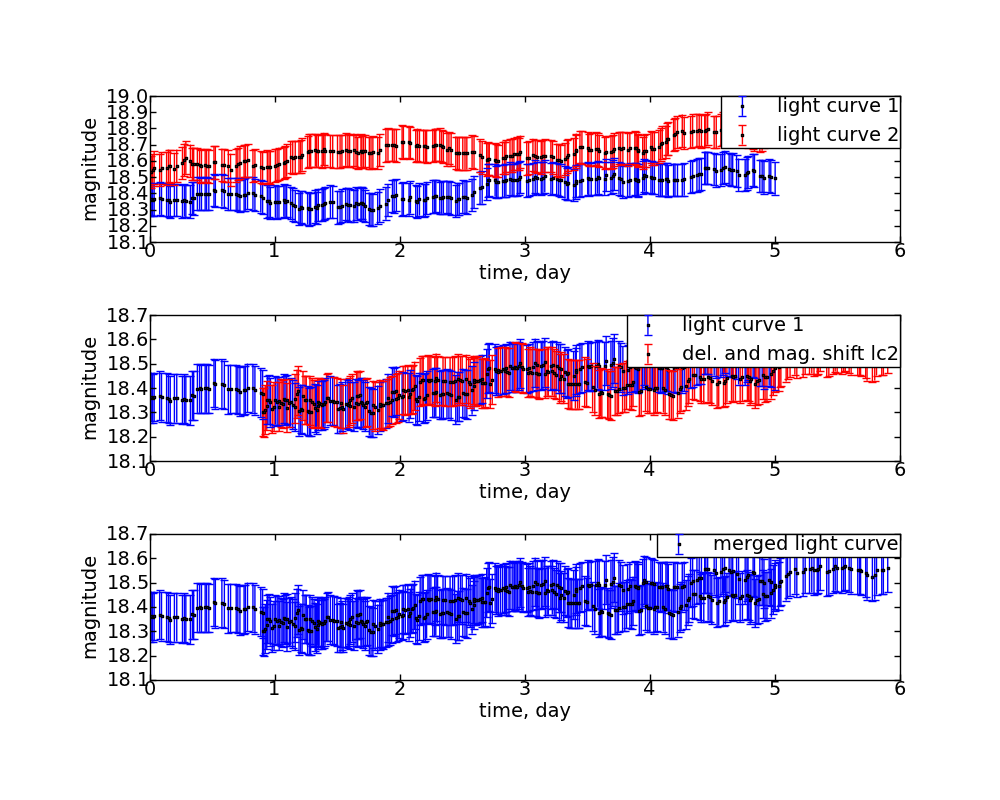 19.0
18.9
18.8
18.7
18.6
18.5
18.4
18.3
18.2
18.1
magnitude
light curve 1
light curve 2
0 1 2 3 4 5 6
time, day
18.7
18.6
18.5
18.4
18.3
18.2
18.1
magnitude
light curve 1
del. and mag. shift lc2
0 1 2 3 4 5 6
time, day
18.7
18.6
18.5
18.4
18.3
18.2
18.1
magnitude
merged light curve
0 1 2 3 4 5 6
time, day